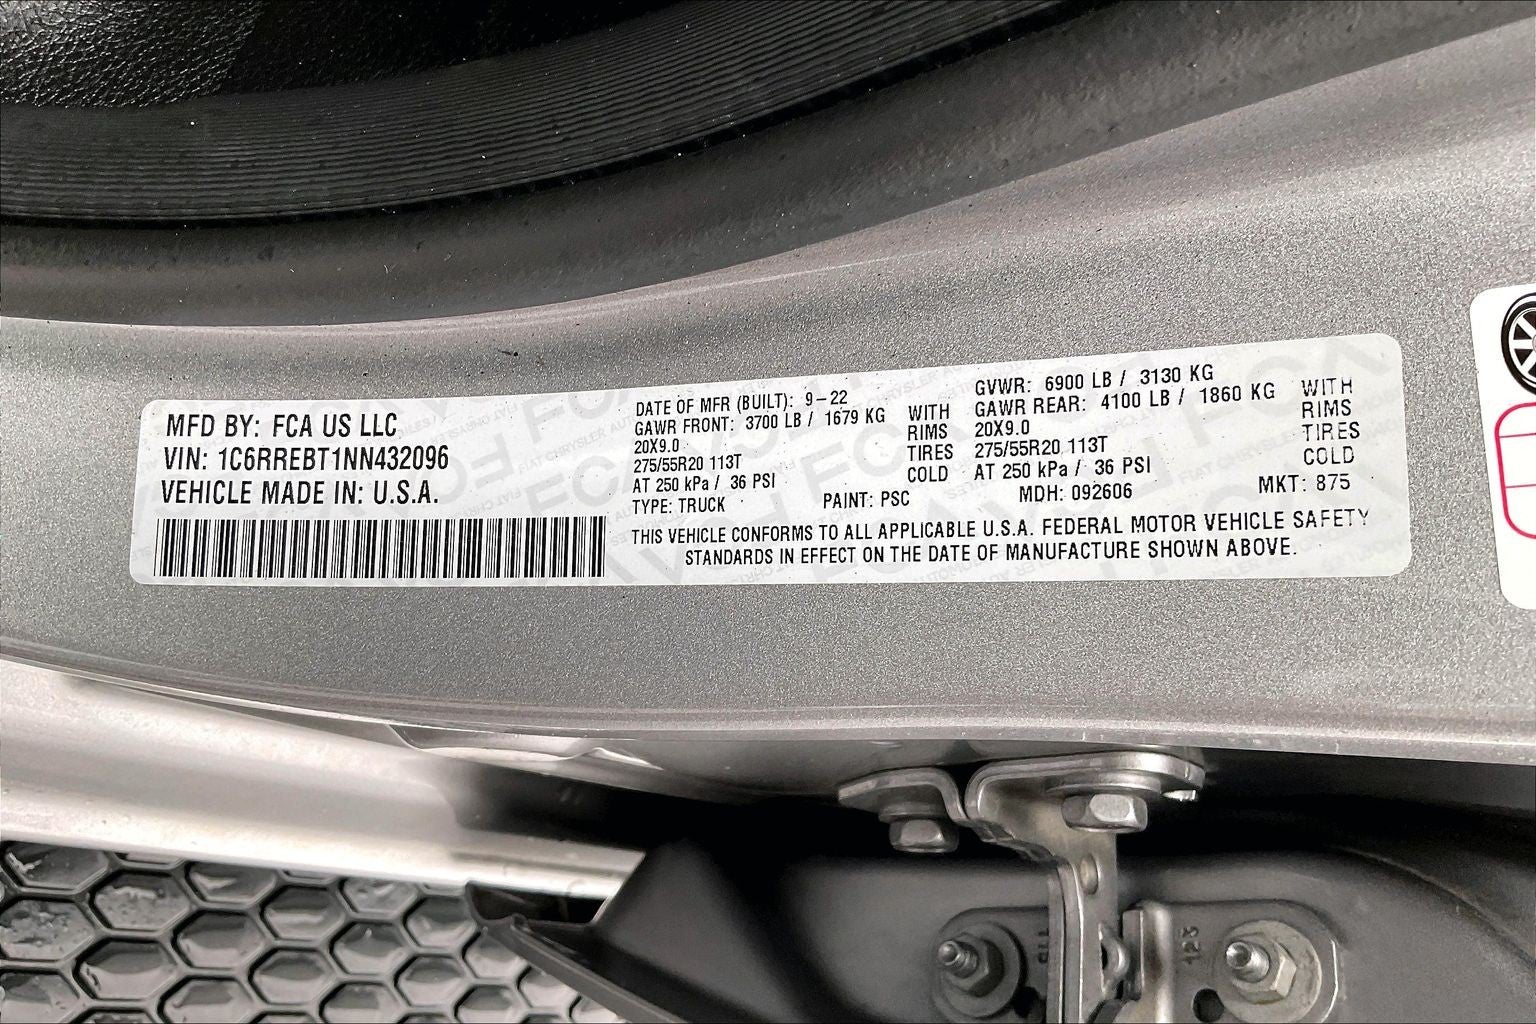 MFD BY: FCA US LLC
VIN: 1C6RREBT1NN432096
VEHICLE MADE IN: U.S.A.
DATE OF MFR (BUILT): 9-22
GAWR FRONT: 3700 LB / 1679 KG WITH
20X9.0 RIMS
275/55R20 113T TIRES
AT 250 kPa / 36 PSI COLD
GVWR: 6900 LB / 3130 KG
GAWR REAR: 4100 LB / 1860 KG WITH
20X9.0 RIMS
275/55R20 113T TIRES
AT 250 kPa / 36 PSI COLD
TYPE: TRUCK PAINT: PSC MDH: 092606 MKT: 875
THIS VEHICLE CONFORMS TO ALL APPLICABLE U.S.A. FEDERAL MOTOR VEHICLE SAFETY
STANDARDS IN EFFECT ON THE DATE OF MANUFACTURE SHOWN ABOVE.
123